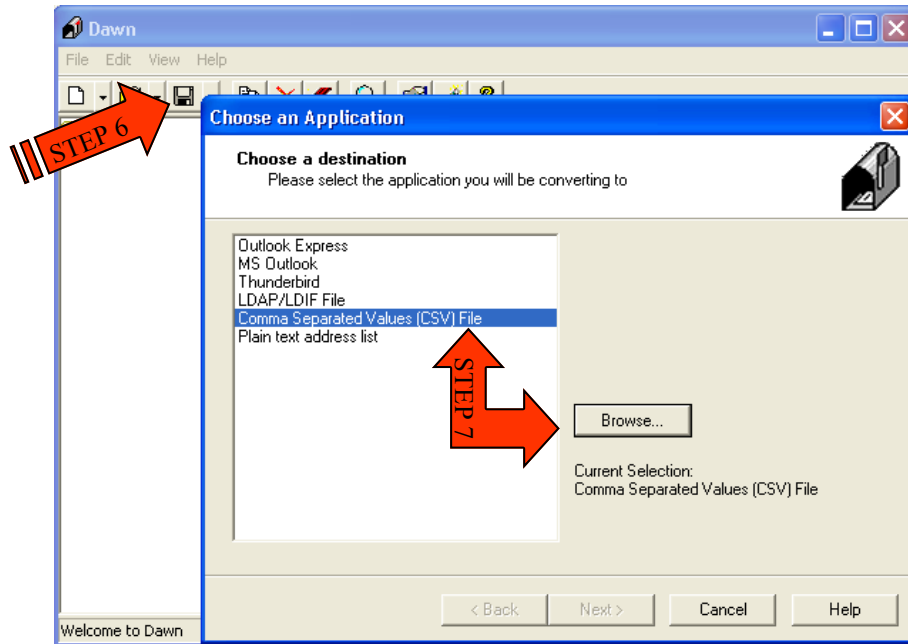 Dawn
File Edit View Help
STEP 6
Choose an Application
Choose a destination
Please select the application you will be converting to
Outlook Express
MS Outlook
Thunderbird
LDAP/LDIF File
Comma Separated Values (CSV) File
Plain text address list
STEP 7
Browse...
Current Selection:
Comma Separated Values (CSV) File
< Back Next > Cancel Help
Welcome to Dawn